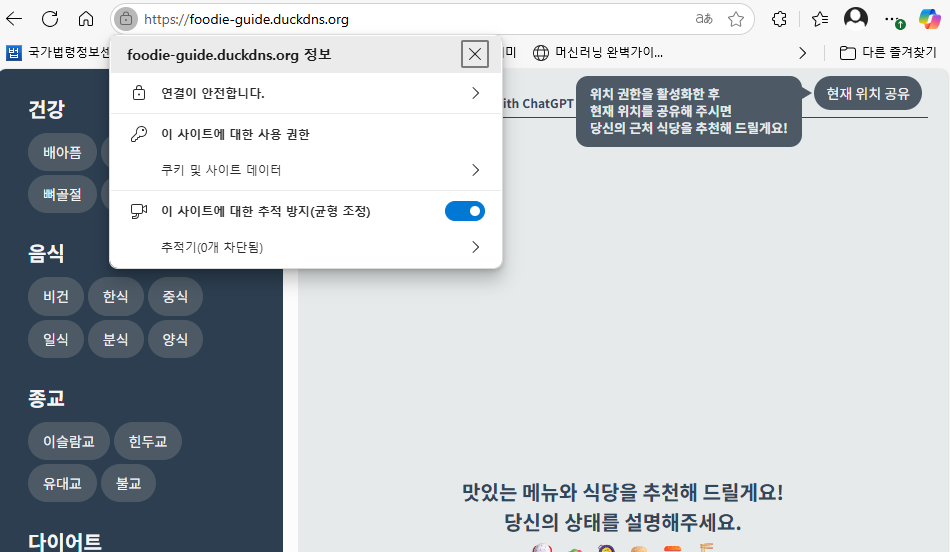 https://foodie-guide.duckdns.org
국가법령정보센
미
머신러닝 완벽가이...
다른 즐겨찾기
foodie-guide.duckdns.org 정보
연결이 안전합니다.
이 사이트에 대한 사용 권한
쿠키 및 사이트 데이터
이 사이트에 대한 추적 방지(균형 조정)
추적기(0개 차단됨)
ith ChatGPT
위치 권한을 활성화한 후
현재 위치를 공유해 주시면
당신의 근처 식당을 추천해 드릴게요!
현재 위치 공유
건강
배아픔
뼈골절
음식
비건 한식 중식
일식 분식 양식
종교
이슬람교 힌두교
유대교 불교
다이어트
맛있는 메뉴와 식당을 추천해 드릴게요!
당신의 상태를 설명해주세요.